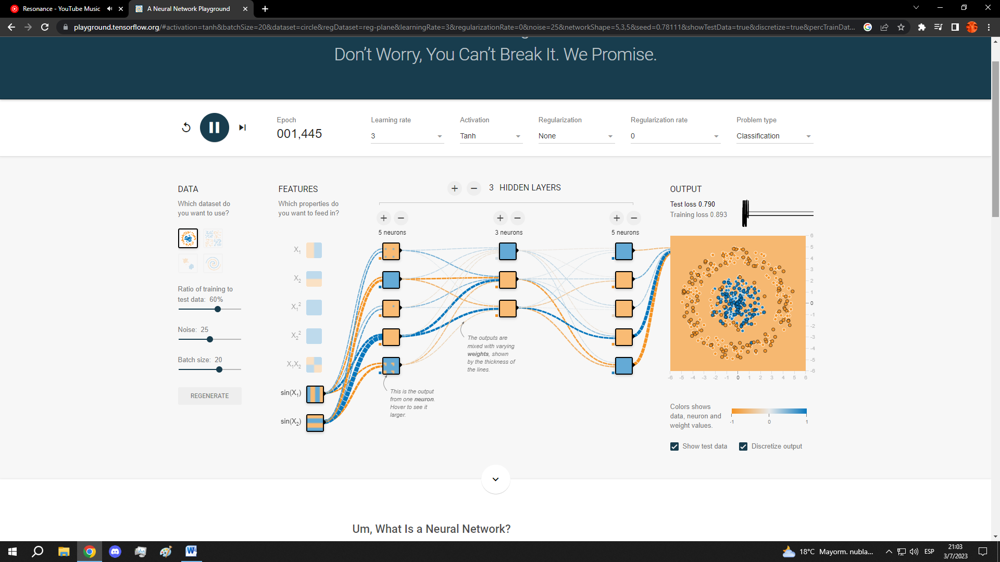 Resonance - YouTube Music
A Neural Network Playground
playground.tensorflow.org/#activation=tanh&batchSize=20&dataset=circle&regDataset=reg-plane&learningRate=3&regularizationRate=0&noise=25&networkShape=5,3,5&seed=0.78111&showTestData=true&discretize=true&percTrainDat...
Don't Worry, You Can't Break It. We Promise.
Epoch
001,445
Learning rate
3
Activation
Tanh
Regularization
None
Regularization rate
0
Problem type
Classification
DATA
Which dataset do
you want to use?
Ratio of training to
test data: 60%
Noise: 25
Batch size: 20
REGENERATE
FEATURES
Which properties do
you want to feed in?
X1
X2
X1²
X2²
X1X2
sin(X1)
sin(X2)
+ − 3 HIDDEN LAYERS
+ −
5 neurons
+ −
3 neurons
+ −
5 neurons
The outputs are
mixed with varying
weights, shown
by the thickness of
the lines.
This is the output
from one neuron.
Hover to see it
larger.
OUTPUT
Test loss 0.790
Training loss 0.893
6
5
4
3
2
1
0
-1
-2
-3
-4
-5
-6
-6 -5 -4 -3 -2 -1 0 1 2 3 4 5 6
Colors shows
data, neuron and
weight values.
-1 0 1
Show test data
Discretize output
Um, What Is a Neural Network?
18°C Mayorm. nubla...
ESP
21:03
3/7/2023